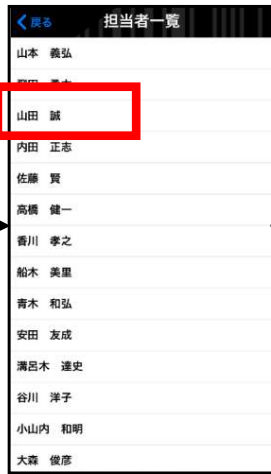 戻る 担当者一覧
山本 義弘
山田 誠
内田 正志
佐藤 賢
高橋 健一
香川 孝之
船木 美里
青木 和弘
安田 友成
溝呂木 達史
谷川 洋子
小山内 和明
大森 俊彦